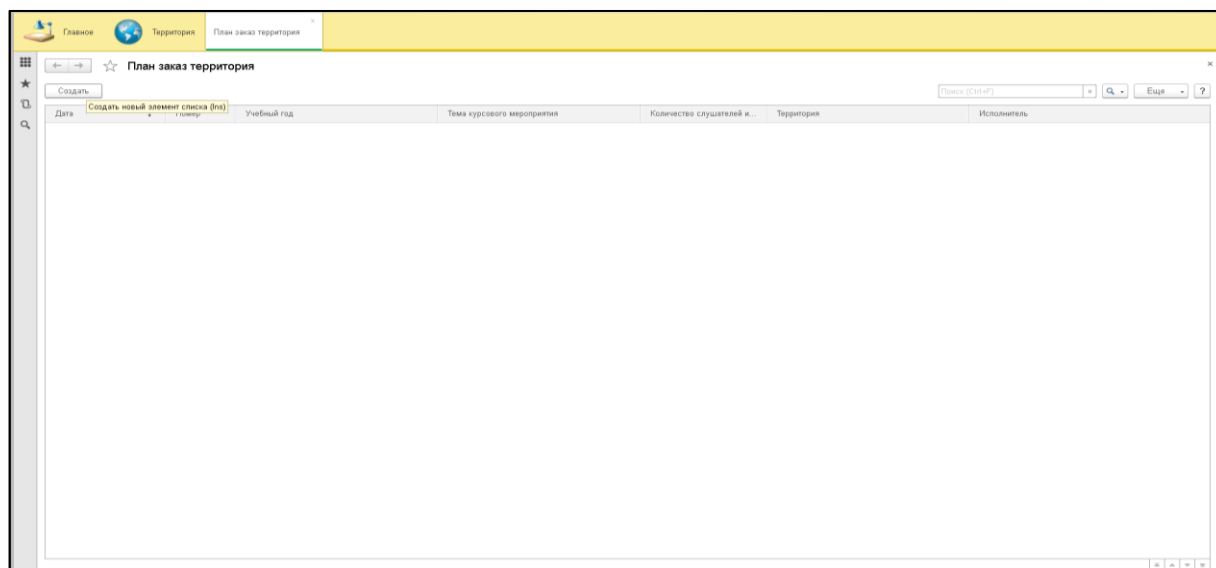 Главное Территория План заказ территория
План заказ территория
Создать Поиск (Ctrl+F) Еще ?
Создать новый элемент списка (Ins)
Дата Номер Учебный год Тема курсового мероприятия Количество слушателей и... Территория Исполнитель